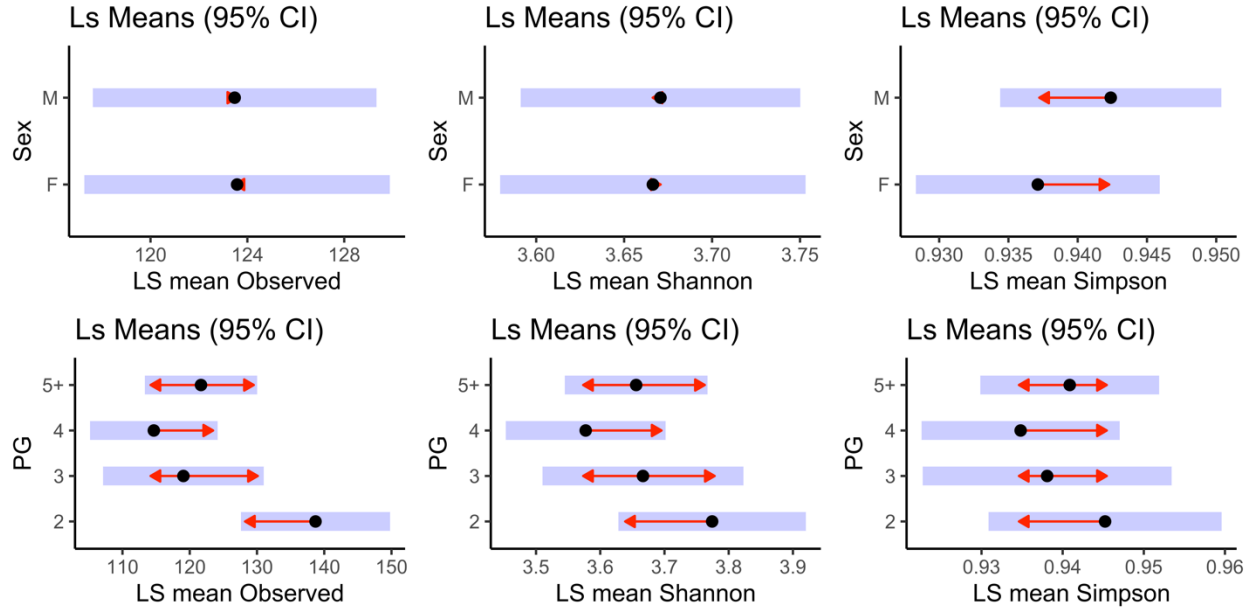 Ls Means (95% CI)
Sex
M
F
120 124 128
LS mean Observed
Ls Means (95% CI)
Sex
M
F
3.60 3.65 3.70 3.75
LS mean Shannon
Ls Means (95% CI)
Sex
M
F
0.930 0.935 0.940 0.945 0.950
LS mean Simpson
Ls Means (95% CI)
PG
5+
4
3
2
110 120 130 140 150
LS mean Observed
Ls Means (95% CI)
PG
5+
4
3
2
3.5 3.6 3.7 3.8 3.9
LS mean Shannon
Ls Means (95% CI)
PG
5+
4
3
2
0.93 0.94 0.95 0.96
LS mean Simpson